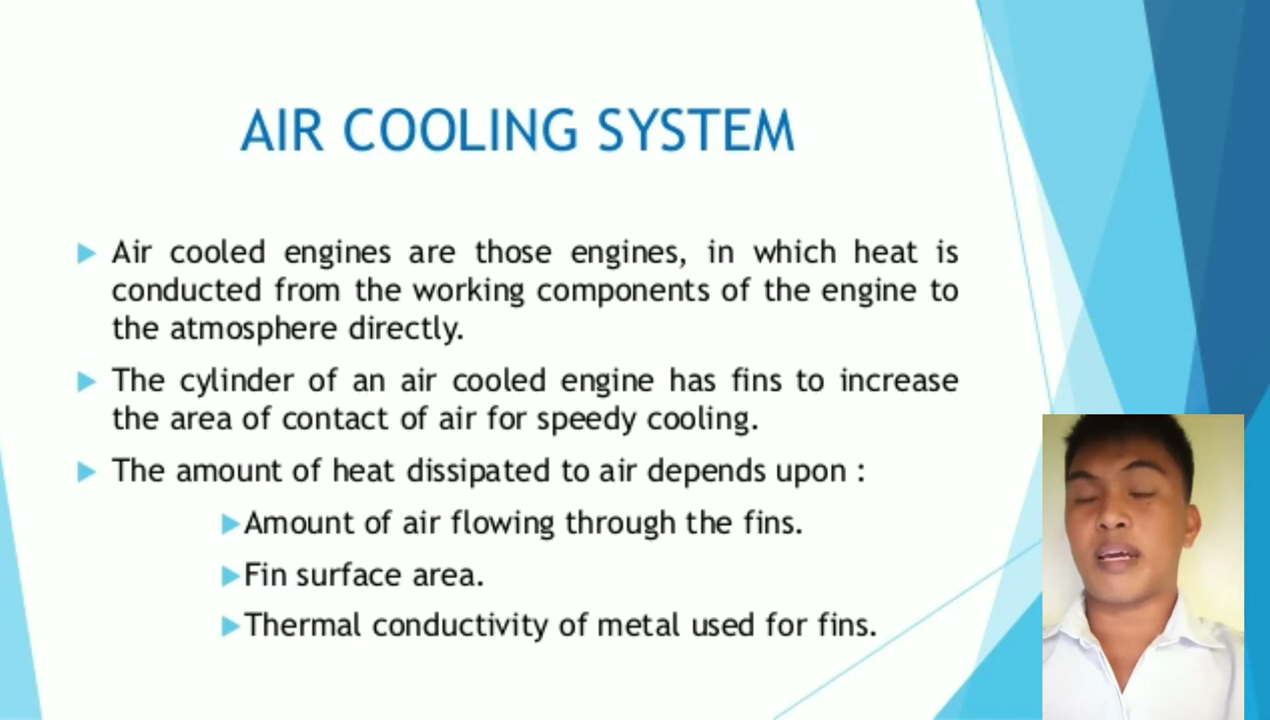 AIR COOLING SYSTEM
Air cooled engines are those engines, in which heat is
conducted from the working components of the engine to
the atmosphere directly.
The cylinder of an air cooled engine has fins to increase
the area of contact of air for speedy cooling.
The amount of heat dissipated to air depends upon :
Amount of air flowing through the fins.
Fin surface area.
Thermal conductivity of metal used for fins.